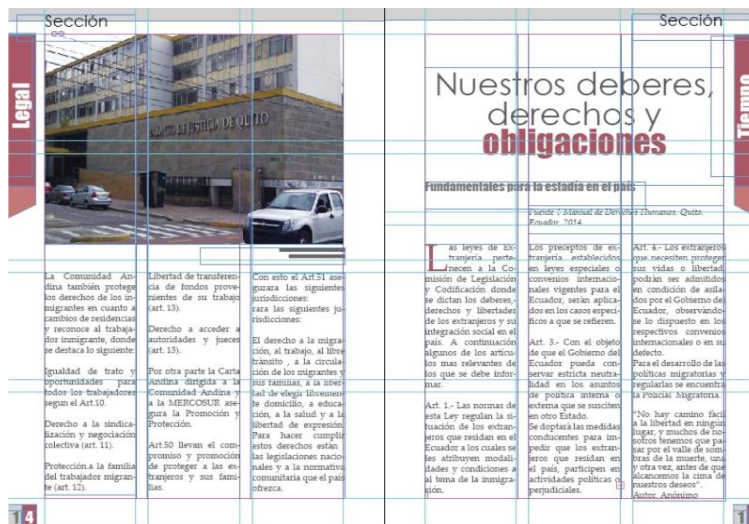 Sección
Legal
PALACIO DE JUSTICIA DE QUITO
La Comunidad An-
dina también protege
los derechos de los in-
migrantes en cuanto a
cambios de residencias
y reconoce al trabaja-
dor inmigrante, donde
se destaca lo siguiente:
Igualdad de trato y
oportunidades para
todos los trabajadores
segun el Art.10.
Derecho a la sindica-
lización y negociación
colectiva (art. 11).
Protección.a la familia
del trabajador migran-
te (art. 12).
Libertad de transferen-
cia de fondos prove-
nientes de su trabajo
(art. 13).
Derecho a acceder a
autoridades y jueces
(art. 13).
Por otra parte la Carta
Andina dirigida a la
Comunidad Andina y
a la MERCOSUR ase-
gura la Promoción y
Protección.
Art.50 llevan el com-
promiso y promoción
de proteger a las ex-
tranjeros y sus fami-
lias.
Con esto el Art.51 ase-
gurara las siguientes
jurisdicciones:
rara las siguientes ju-
risdicciones:
El derecho a la migra-
ción, al trabajo, al libre
tránsito , a la circula-
ción de los migrantes y
sus familias, a la liber-
tad de elegir libremen-
te domicilio, a educa-
ción, a la salud y a la
libertad de expresión.
Para hacer cumplir
estos derechos están
las legislaciones nacio-
nales y a la normativa
comunitaria que el país
ofrezca.
14
Sección
Tiempo
Nuestros deberes,
derechos y
obligaciones
Fundamentales para la estadía en el país
Fuente : Manual de Derechos Humanos. Quito,
Ecuador, 2014
Las leyes de Ex-
tranjería perte-
necen a la Co-
misión de Legislación
y Codificación donde
se dictan los deberes,-
derechos y libertades
de los extranjeros y su
integración social en el
país. A continuación
algunos de los articu-
los mas relevantes de
los que se debe infor-
mar.
Art. 1.- Las normas de
esta Ley regulan la si-
tuación de los extran-
jeros que residan en el
Ecuador a los cuales se
les atribuyen modali-
dades y condiciones a
al tema de la inmigra-
ción.
Los preceptos de ex-
tranjería establecidos
en leyes especiales o
convenios internacio-
nales vigentes para el
Ecuador, serán aplica-
dos en los casos especí-
ficos a que se refieren.
Art. 3.- Con el objeto
de que el Gobierno del
Ecuador pueda con-
servar estricta neutra-
lidad en los asuntos
de política interna o
externa que se susciten
en otro Estado.
Se doptarà las medidas
conducentes para im-
pedir que los extran-
jeros que residan en
el país, participen en
actividades políticas o
perjudiciales.
Art. 4.- Los extranjeros
que necesiten proteger
sus vidas o libertad,
podrán ser admitidos
en condición de asila-
dos por el Gobierno del
Ecuador, observándo-
se lo dispuesto en los
respectivos convenios
internacionales o en su
defecto.
Para el desarrollo de las
políticas migratorias y
regularlas se encuentra
la Policial Migratoria.
"No hay camino fácil
a la libertad en ningún
lugar, y muchos de no-
sotros tenemos que pa-
sar por el valle de som-
bras de la muerte, una
y otra vez, antes de que
alcancemos la cima de
nuestros deseos".
Autor. Anónimo